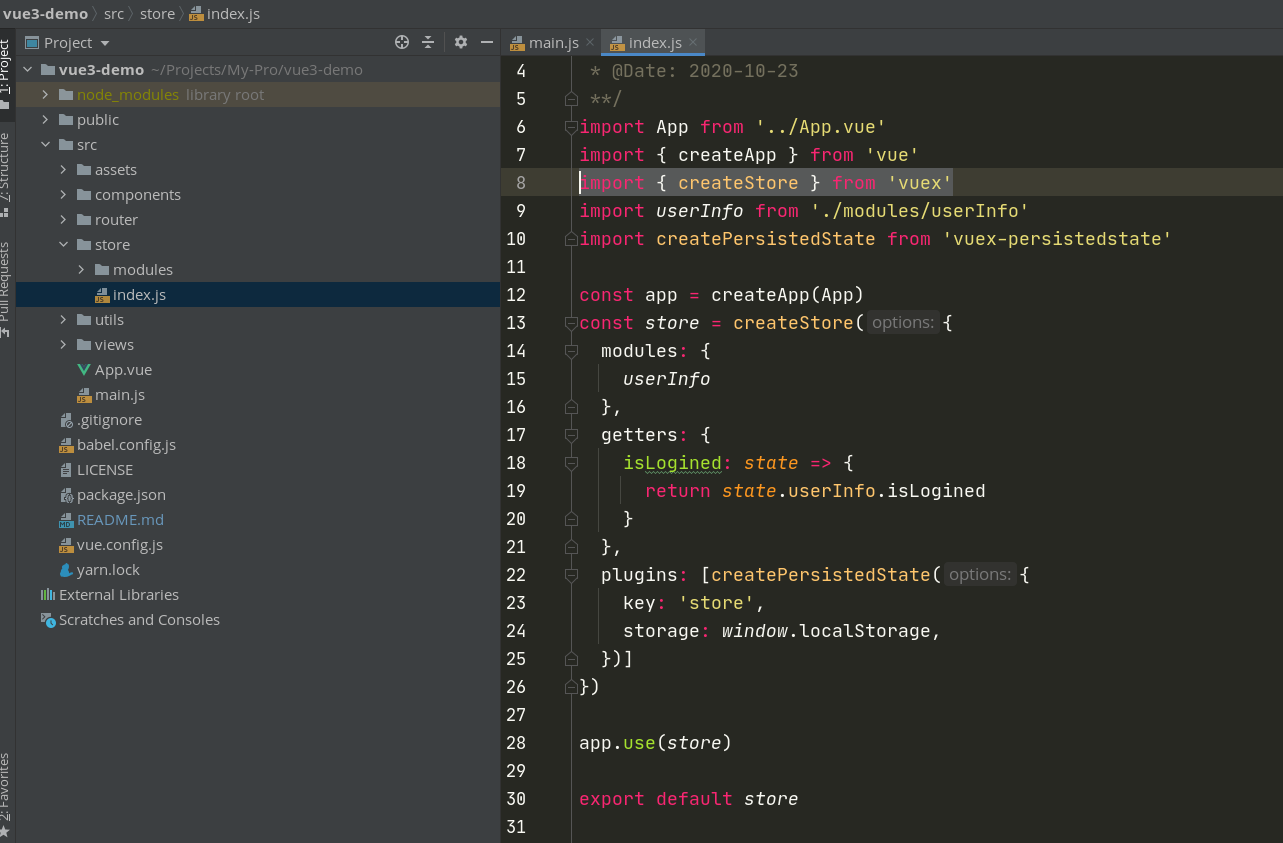 vue3-demo src store index.js
Project
main.js
index.js
1: Project
7: Structure
Pull Requests
2: Favorites
vue3-demo ~/Projects/My-Pro/vue3-demo
node_modules library root
public
src
assets
components
router
store
modules
index.js
utils
views
App.vue
main.js
.gitignore
babel.config.js
LICENSE
package.json
README.md
vue.config.js
yarn.lock
External Libraries
Scratches and Consoles
4 * @Date: 2020-10-23
5 **/
6 import App from '../App.vue'
7 import { createApp } from 'vue'
8 import { createStore } from 'vuex'
9 import userInfo from './modules/userInfo'
10 import createPersistedState from 'vuex-persistedstate'
11
12 const app = createApp(App)
13 const store = createStore( options: {
14 modules: {
15 userInfo
16 },
17 getters: {
18 isLogined: state => {
19 return state.userInfo.isLogined
20 }
21 },
22 plugins: [createPersistedState( options: {
23 key: 'store',
24 storage: window.localStorage,
25 })]
26 })
27
28 app.use(store)
29
30 export default store
31